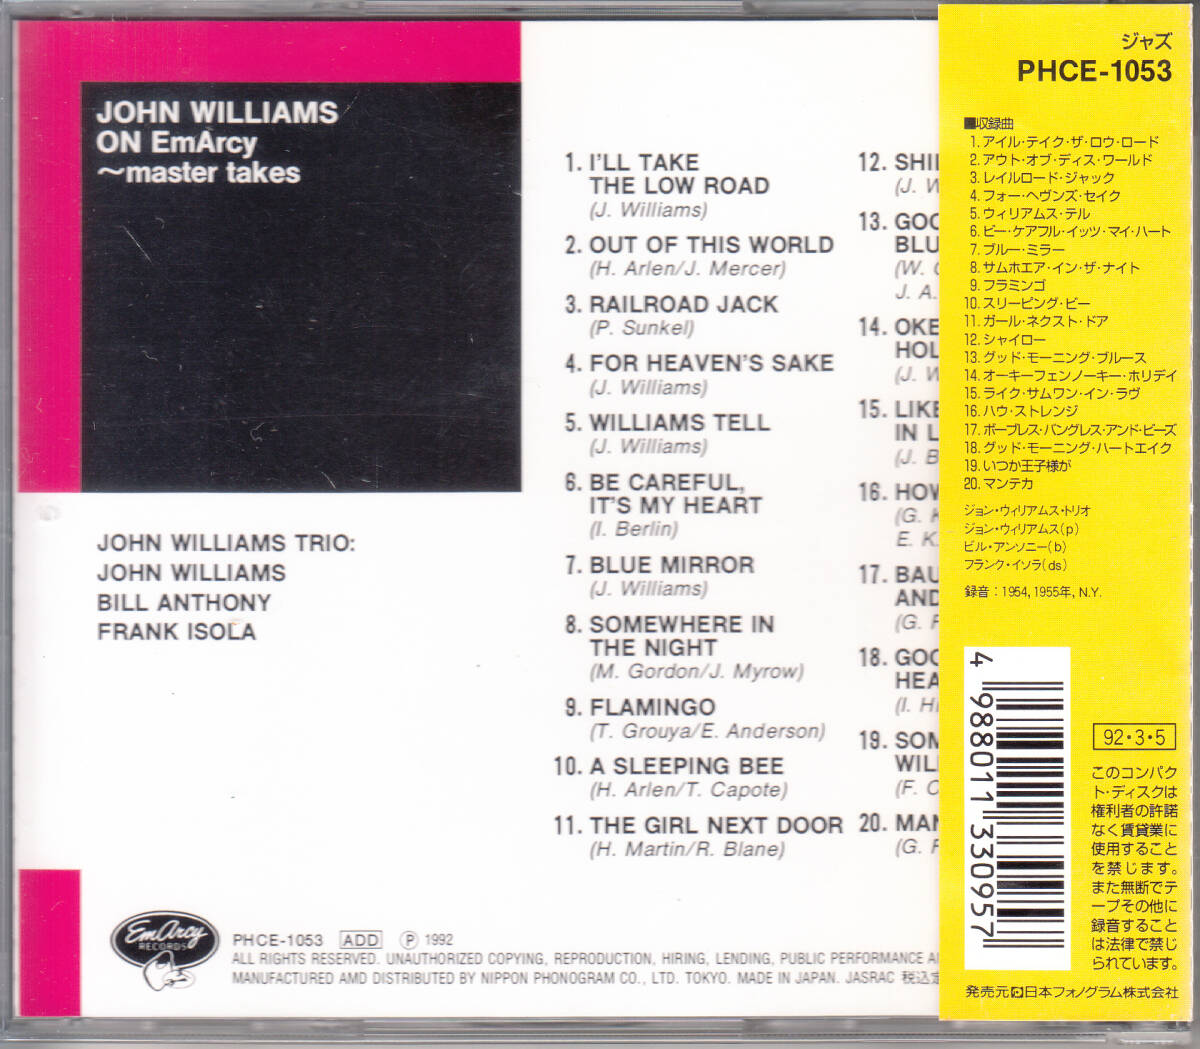 JOHN WILLIAMS
ON EmArcy
～master takes
JOHN WILLIAMS TRIO:
JOHN WILLIAMS
BILL ANTHONY
FRANK ISOLA
1. I'LL TAKE
THE LOW ROAD
(J. Williams)
2. OUT OF THIS WORLD
(H. Arlen/J. Mercer)
3. RAILROAD JACK
(P. Sunkel)
4. FOR HEAVEN'S SAKE
(J. Williams)
5. WILLIAMS TELL
(J. Williams)
6. BE CAREFUL,
IT'S MY HEART
(I. Berlin)
7. BLUE MIRROR
(J. Williams)
8. SOMEWHERE IN
THE NIGHT
(M. Gordon/J. Myrow)
9. FLAMINGO
(T. Grouya/E. Anderson)
10. A SLEEPING BEE
(H. Arlen/T. Capote)
11. THE GIRL NEXT DOOR
(H. Martin/R. Blane)
12. SHI
(J. W
13. GOO
BLU
(W.
J. A.
14. OKE
HOL
(J. W
15. LIKE
IN L
(J. B
16. HOW
(G. K
E. K.
17. BAU
AND
(G. F
18. GOO
HEA
(I. H
19. SOM
WIL
(F. C
20. MAN
(G. F
EmArcy
RECORDS
PHCE-1053 ADD Ⓟ 1992
ALL RIGHTS RESERVED. UNAUTHORIZED COPYING, REPRODUCTION, HIRING, LENDING, PUBLIC PERFORMANCE A
MANUFACTURED AMD DISTRIBUTED BY NIPPON PHONOGRAM CO., LTD. TOKYO. MADE IN JAPAN. JASRAC 税込定
ジャズ
PHCE-1053
■収録曲
1. アイル・テイク・ザ・ロウ・ロード
2. アウト・オブ・ディス・ワールド
3. レイルロード・ジャック
4. フォー・ヘヴンズ・セイク
5. ウィリアムス・テル
6. ビー・ケアフル・イッツ・マイ・ハート
7. ブルー・ミラー
8. サムホエア・イン・ザ・ナイト
9. フラミンゴ
10. スリーピング・ビー
11. ガール・ネクスト・ドア
12. シャイロー
13. グッド・モーニング・ブルース
14. オーキーフェンノーキー・ホリデイ
15. ライク・サムワン・イン・ラヴ
16. ハウ・ストレンジ
17. ボーブレス・バングレス・アンド・ビーズ
18. グッド・モーニング・ハートエイク
19. いつか王子様が
20. マンテカ
ジョン・ウィリアムス・トリオ
ジョン・ウィリアムス(p)
ビル・アンソニー(b)
フランク・イソラ(ds)
録音：1954, 1955年, N.Y.
4 988011 330957
92・3・5
このコンパク
ト・ディスクは
権利者の許諾
なく賃貸業に
使用すること
を禁じます。
また無断でテ
ープその他に
録音すること
は法律で禁じ
られています。
発売元 日本フォノグラム株式会社